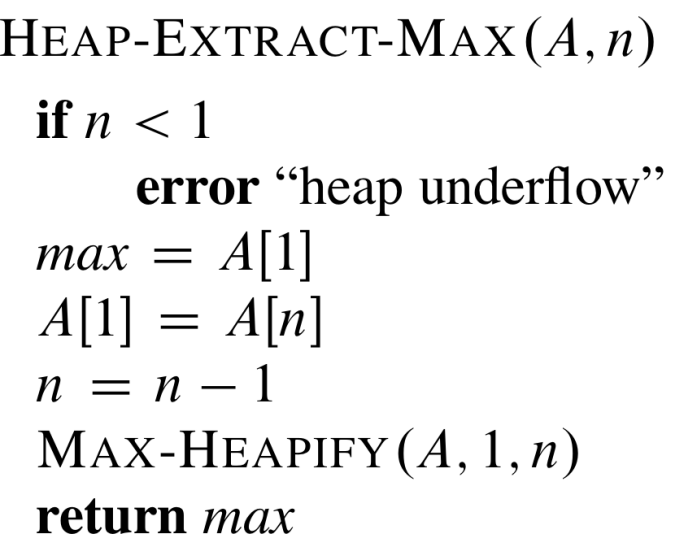 HEAP-EXTRACT-MAX(A, n)
if n < 1
error “heap underflow”
max = A[1]
A[1] = A[n]
n = n − 1
MAX-HEAPIFY(A, 1, n)
return max